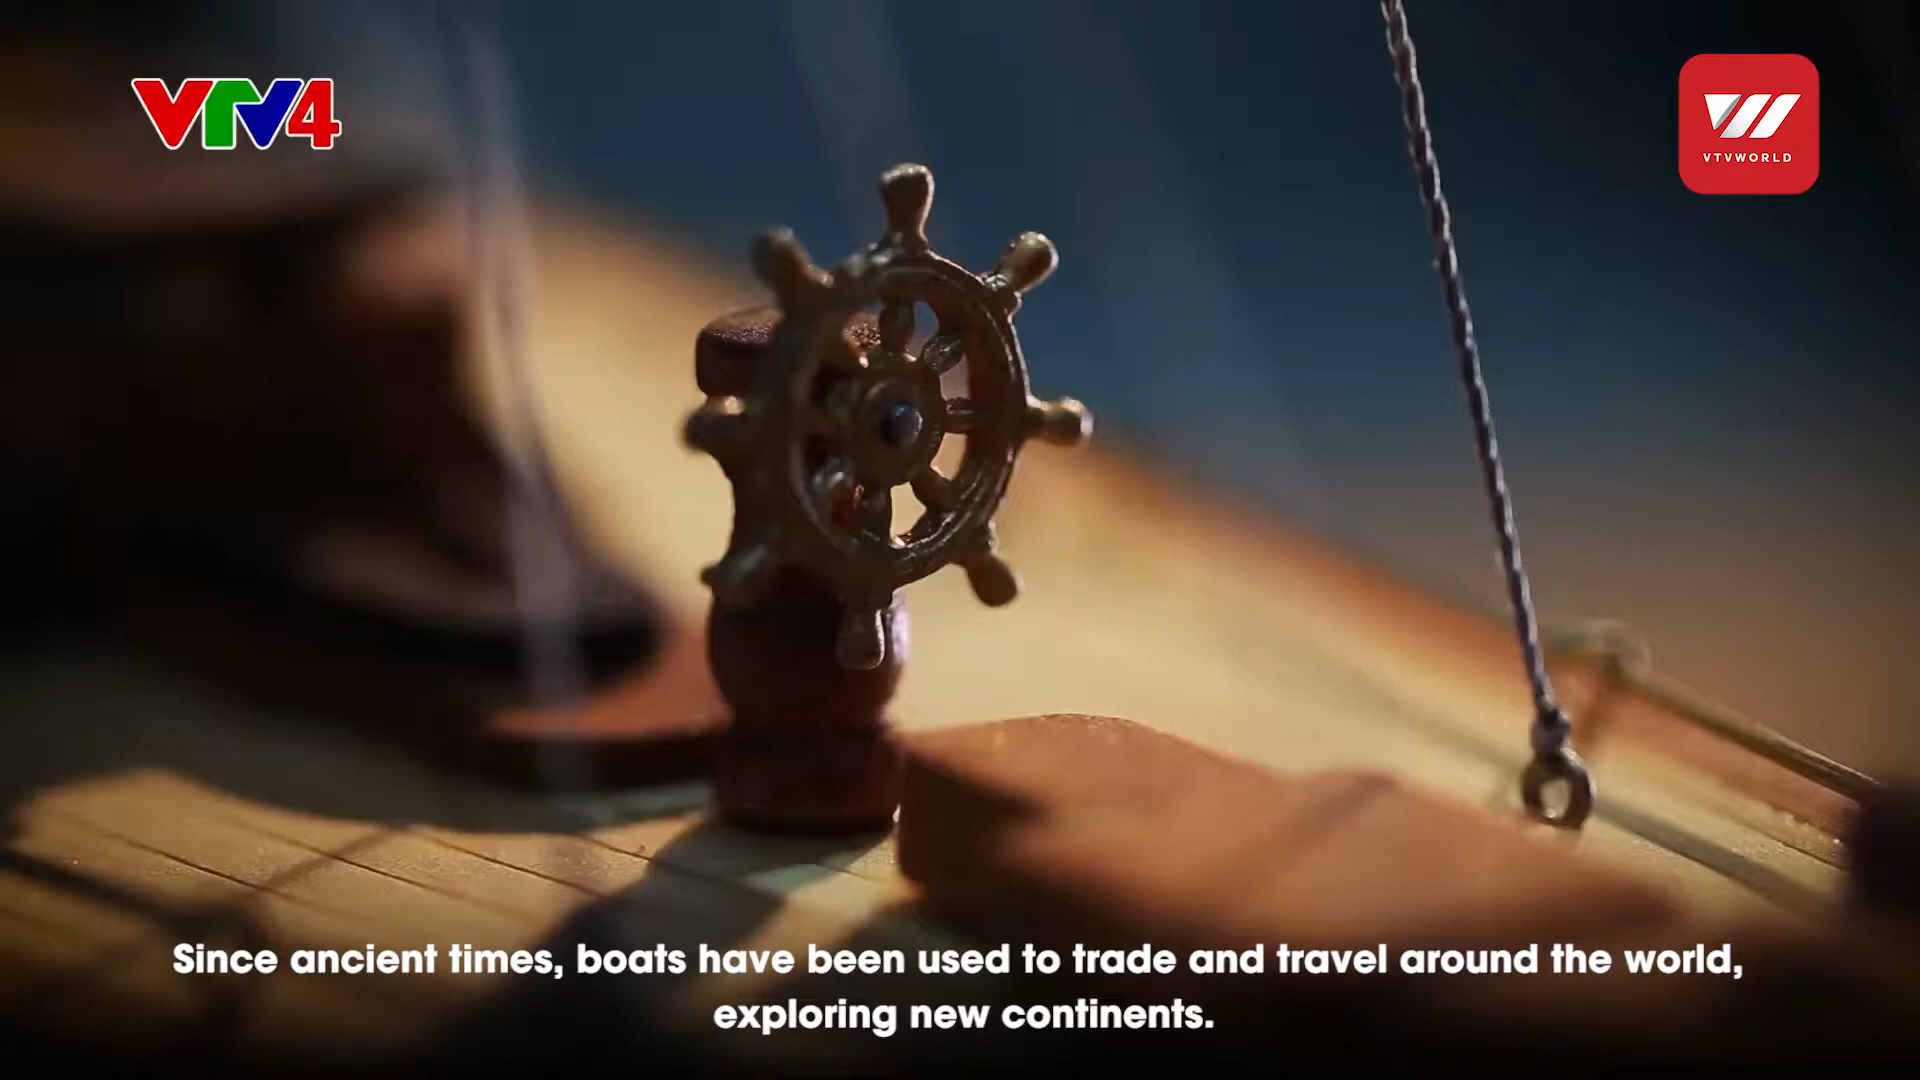 VTV4
VTVWORLD
Since ancient times, boats have been used to trade and travel around the world,
exploring new continents.